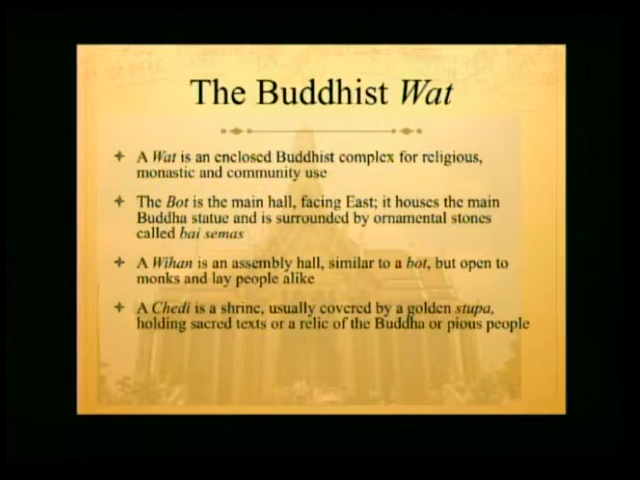 The Buddhist Wat
A Wat is an enclosed Buddhist complex for religious,
monastic and community use
The Bot is the main hall, facing East; it houses the main
Buddha statue and is surrounded by ornamental stones
called bai semas
A Wihan is an assembly hall, similar to a bot, but open to
monks and lay people alike
A Chedi is a shrine, usually covered by a golden stupa,
holding sacred texts or a relic of the Buddha or pious people